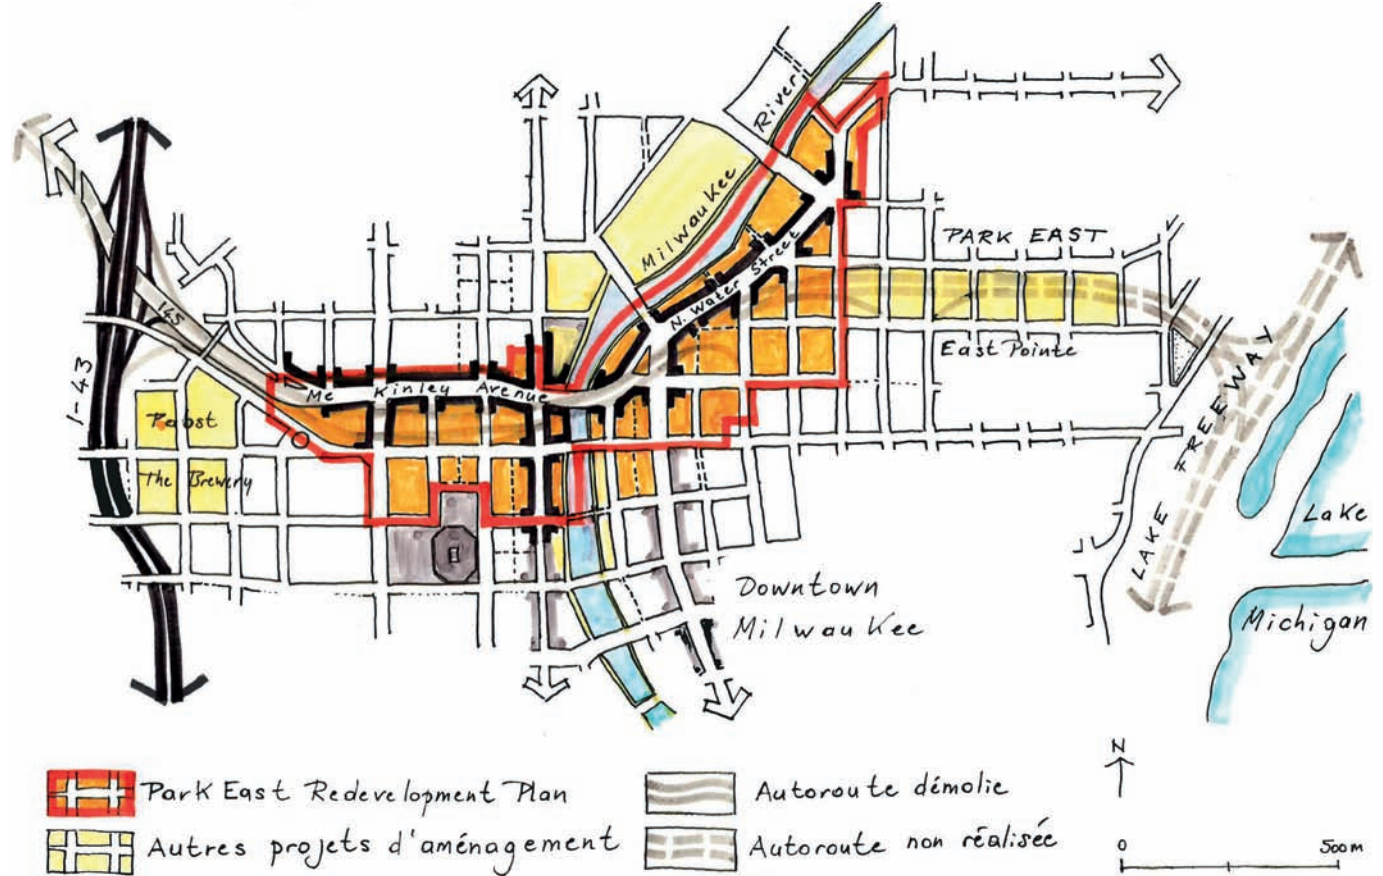 River
Milwaukee
PARK EAST
N. Water Street
145
East Pointe
I-43
Mc Kinley Avenue
LAKE FREEWAY
Pabst
The Brewery
Lake
Michigan
Downtown
Milwaukee
N
Park East Redevelopment Plan
Autoroute démolie
Autres projets d'aménagement
Autoroute non réalisée
0 500m